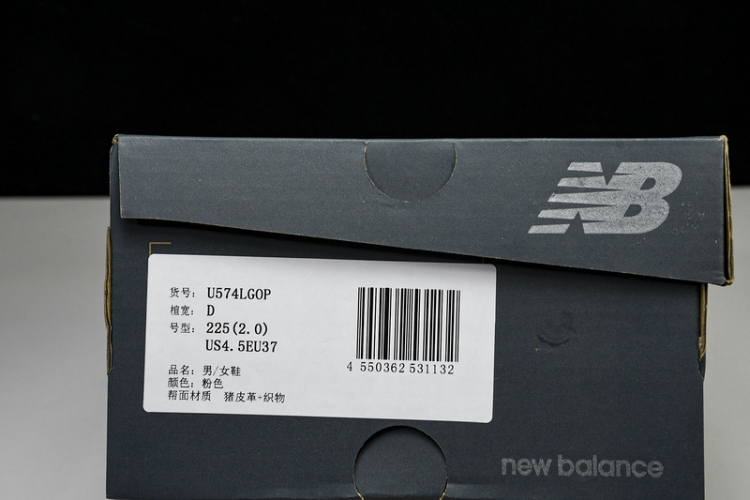 NB
货号： U574LGOP
楦宽： D
号型： 225(2.0)
US4.5EU37
品名：男/女鞋
颜色：粉色
帮面材质 猪皮革+织物
4 550362 531132
new balance